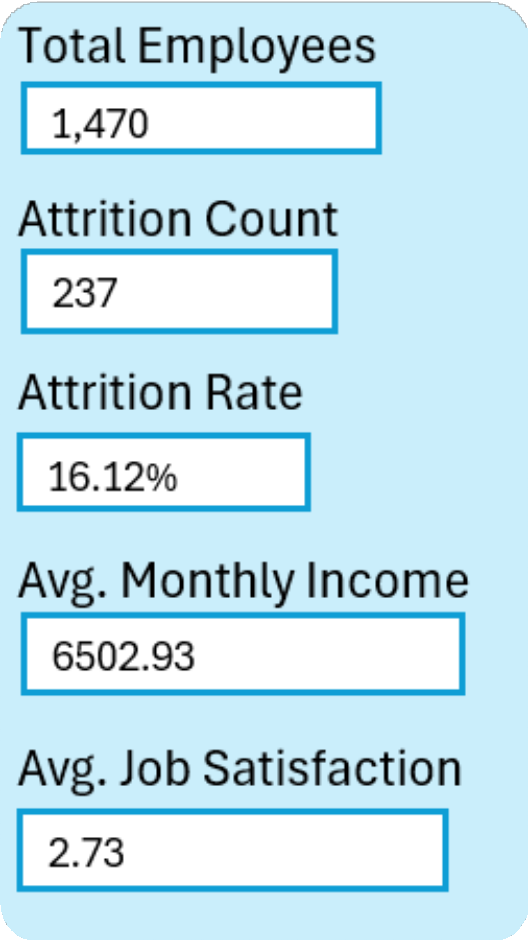 Total Employees
1,470
Attrition Count
237
Attrition Rate
16.12%
Avg. Monthly Income
6502.93
Avg. Job Satisfaction
2.73